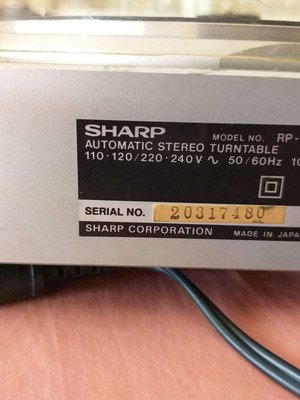 SHARP
MODEL NO. RP-
AUTOMATIC STEREO TURNTABLE
110·120/220·240V ∿ 50/60Hz
SERIAL NO. 20317480
SHARP CORPORATION MADE IN JAPA